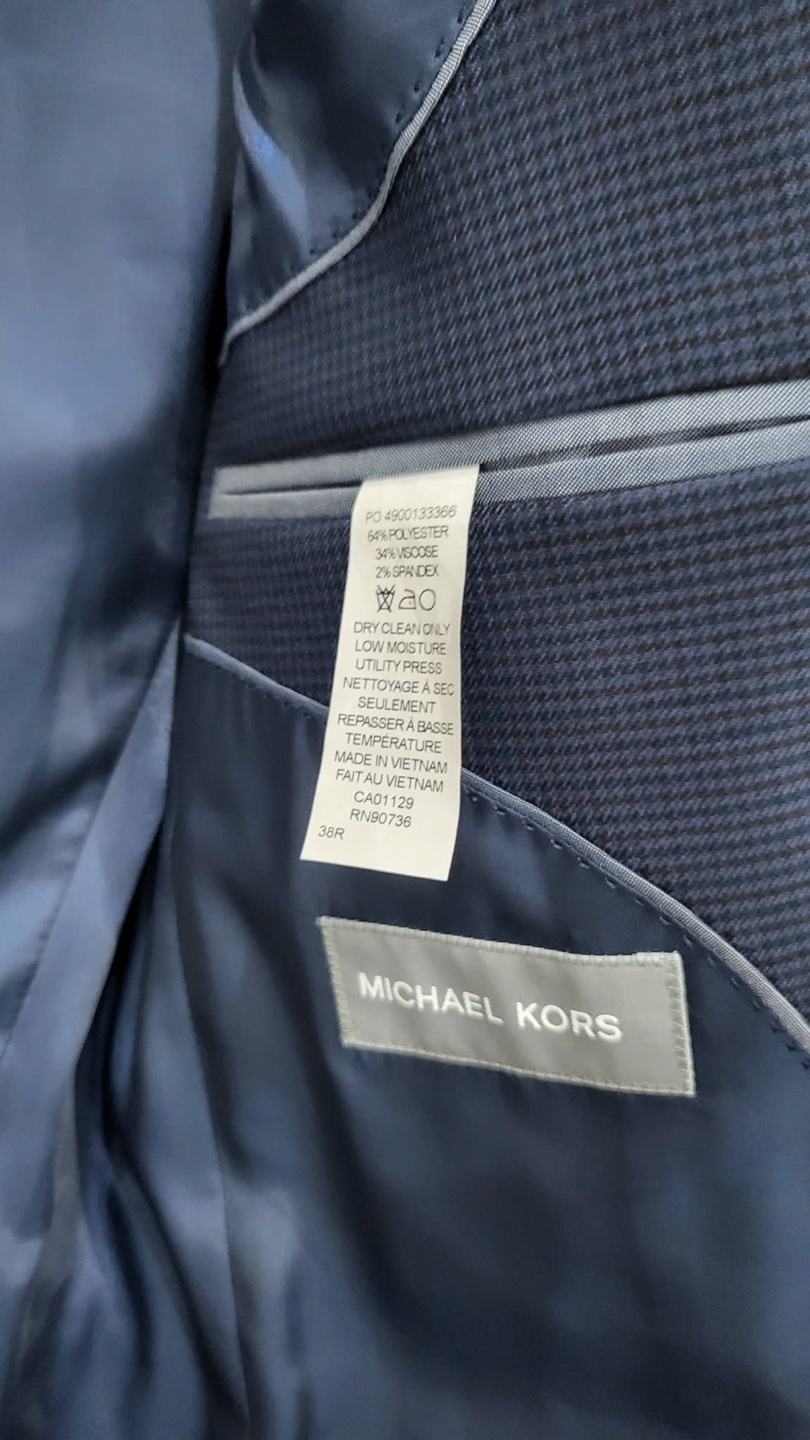 PO 4900133366
64% POLYESTER
34% VISCOSE
2% SPANDEX
DRY CLEAN ONLY
LOW MOISTURE
UTILITY PRESS
NETTOYAGE À SEC
SEULEMENT
REPASSER À BASSE
TEMPÉRATURE
MADE IN VIETNAM
FAIT AU VIETNAM
CA01129
RN90736
38R
MICHAEL KORS